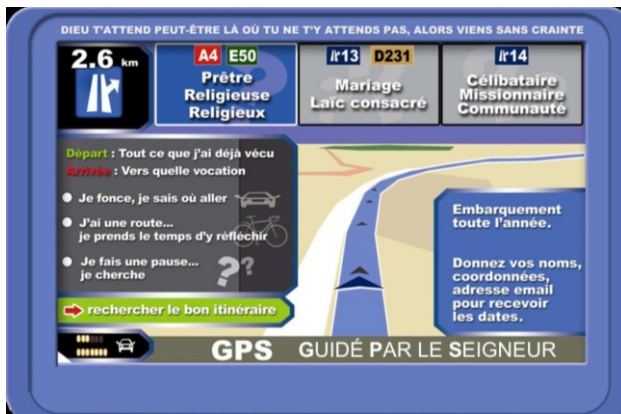 DIEU T'ATTEND PEUT-ÊTRE LÀ OÙ TU NE T'Y ATTENDS PAS, ALORS VIENS SANS CRAINTE
2.6 km
A4 E50
Prêtre
Religieuse
Religieux
13 D231
Mariage
Laïc consacré
14
Célibataire
Missionnaire
Communauté
Départ : Tout ce que j'ai déjà vécu
Arrivée : Vers quelle vocation
Je fonce, je sais où aller
J'ai une route...
je prends le temps d'y réfléchir
Je fais une pause...
je cherche
??
rechercher le bon itinéraire
Embarquement
toute l'année.
Donnez vos noms,
coordonnées,
adresse email
pour recevoir
les dates.
GPS GUIDÉ PAR LE SEIGNEUR